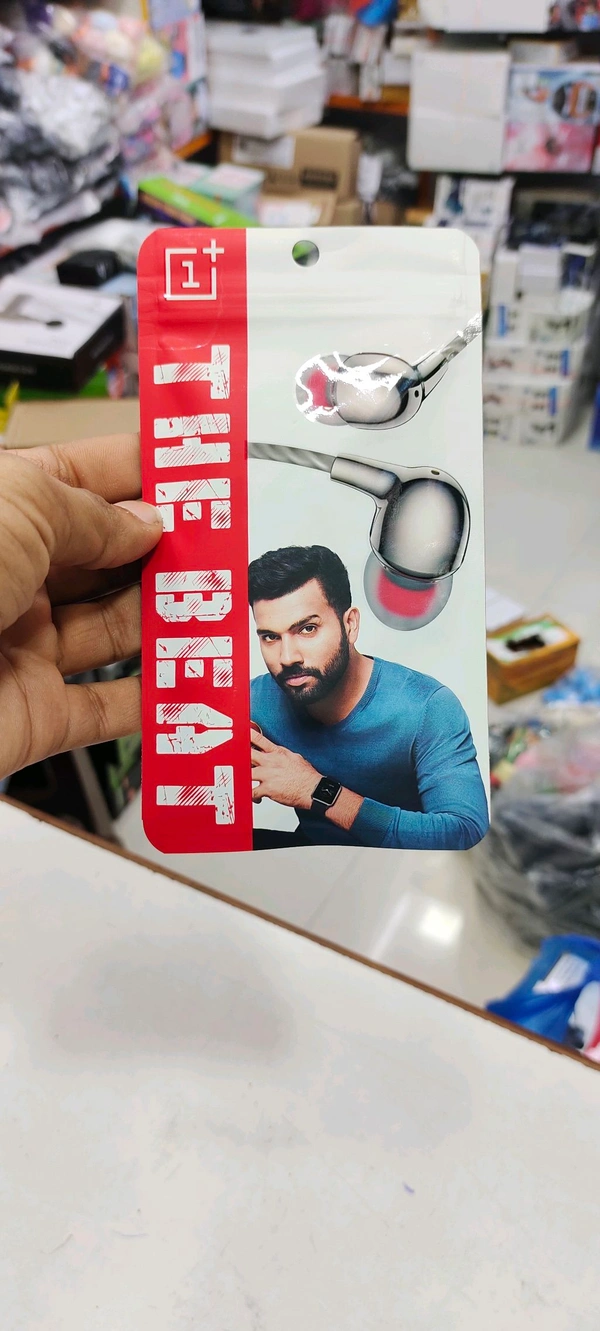 1+
THE BEAT